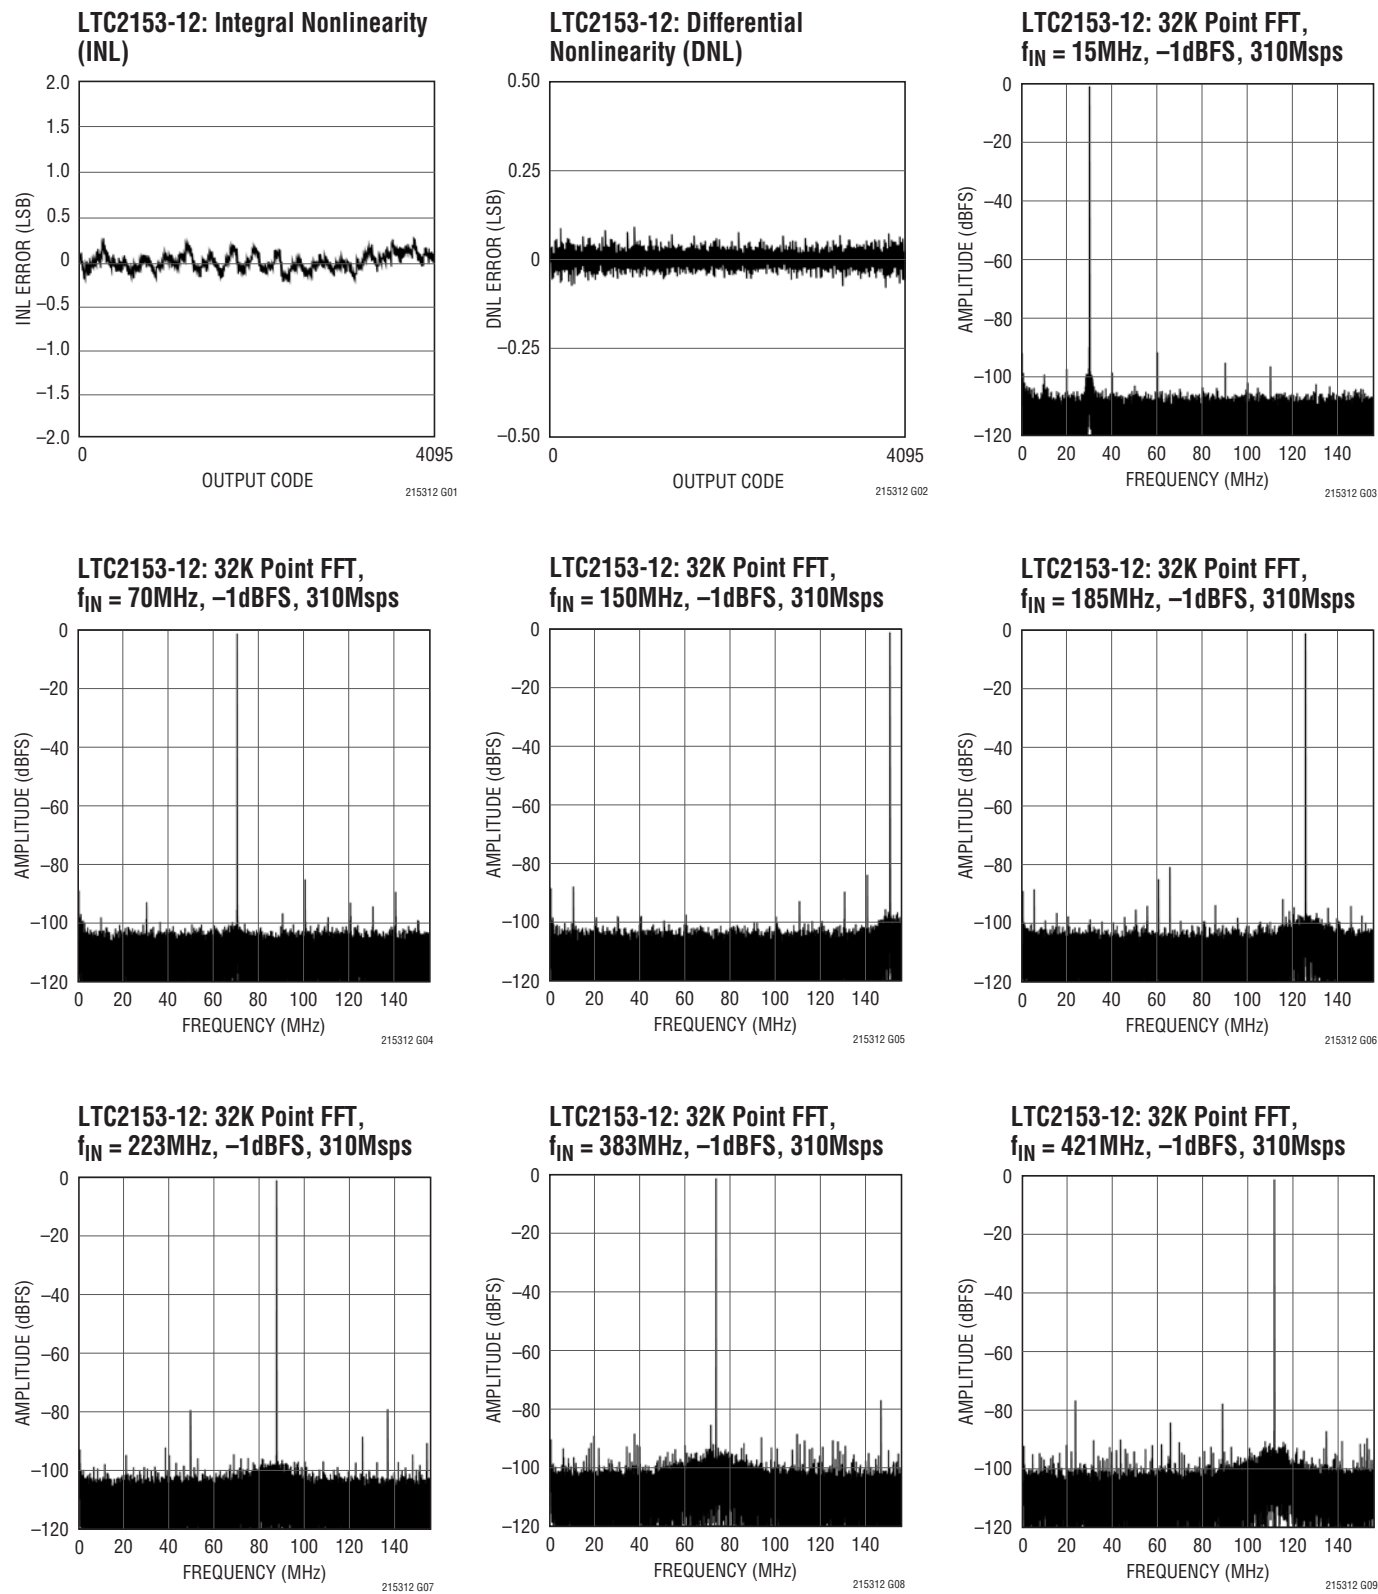 LTC2153-12: Integral Nonlinearity
(INL)
2.0
1.5
1.0
0.5
0
–0.5
–1.0
–1.5
–2.0
INL ERROR (LSB)
0
4095
OUTPUT CODE
215312 G01
LTC2153-12: Differential
Nonlinearity (DNL)
0.50
0.25
0
–0.25
–0.50
DNL ERROR (LSB)
0
4095
OUTPUT CODE
215312 G02
LTC2153-12: 32K Point FFT,
fIN = 15MHz, –1dBFS, 310Msps
0
–20
–40
–60
–80
–100
–120
AMPLITUDE (dBFS)
0 20 40 60 80 100 120 140
FREQUENCY (MHz)
215312 G03
LTC2153-12: 32K Point FFT,
fIN = 70MHz, –1dBFS, 310Msps
0
–20
–40
–60
–80
–100
–120
AMPLITUDE (dBFS)
0 20 40 60 80 100 120 140
FREQUENCY (MHz)
215312 G04
LTC2153-12: 32K Point FFT,
fIN = 150MHz, –1dBFS, 310Msps
0
–20
–40
–60
–80
–100
–120
AMPLITUDE (dBFS)
0 20 40 60 80 100 120 140
FREQUENCY (MHz)
215312 G05
LTC2153-12: 32K Point FFT,
fIN = 185MHz, –1dBFS, 310Msps
0
–20
–40
–60
–80
–100
–120
AMPLITUDE (dBFS)
0 20 40 60 80 100 120 140
FREQUENCY (MHz)
215312 G06
LTC2153-12: 32K Point FFT,
fIN = 223MHz, –1dBFS, 310Msps
0
–20
–40
–60
–80
–100
–120
AMPLITUDE (dBFS)
0 20 40 60 80 100 120 140
FREQUENCY (MHz)
215312 G07
LTC2153-12: 32K Point FFT,
fIN = 383MHz, –1dBFS, 310Msps
0
–20
–40
–60
–80
–100
–120
AMPLITUDE (dBFS)
0 20 40 60 80 100 120 140
FREQUENCY (MHz)
215312 G08
LTC2153-12: 32K Point FFT,
fIN = 421MHz, –1dBFS, 310Msps
0
–20
–40
–60
–80
–100
–120
AMPLITUDE (dBFS)
0 20 40 60 80 100 120 140
FREQUENCY (MHz)
215312 G09